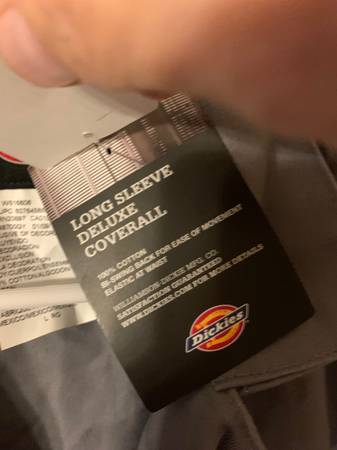 LONG SLEEVE
DELUXE
COVERALL
100% COTTON
BI-SWING BACK FOR EASE OF MOVEMENT
ELASTIC AT WAIST
WILLIAMSON-DICKIE MFG. CO.
SATISFACTION GUARANTEED
WWW.DICKIES.COM FOR MORE DETAILS
Dickies
L RG